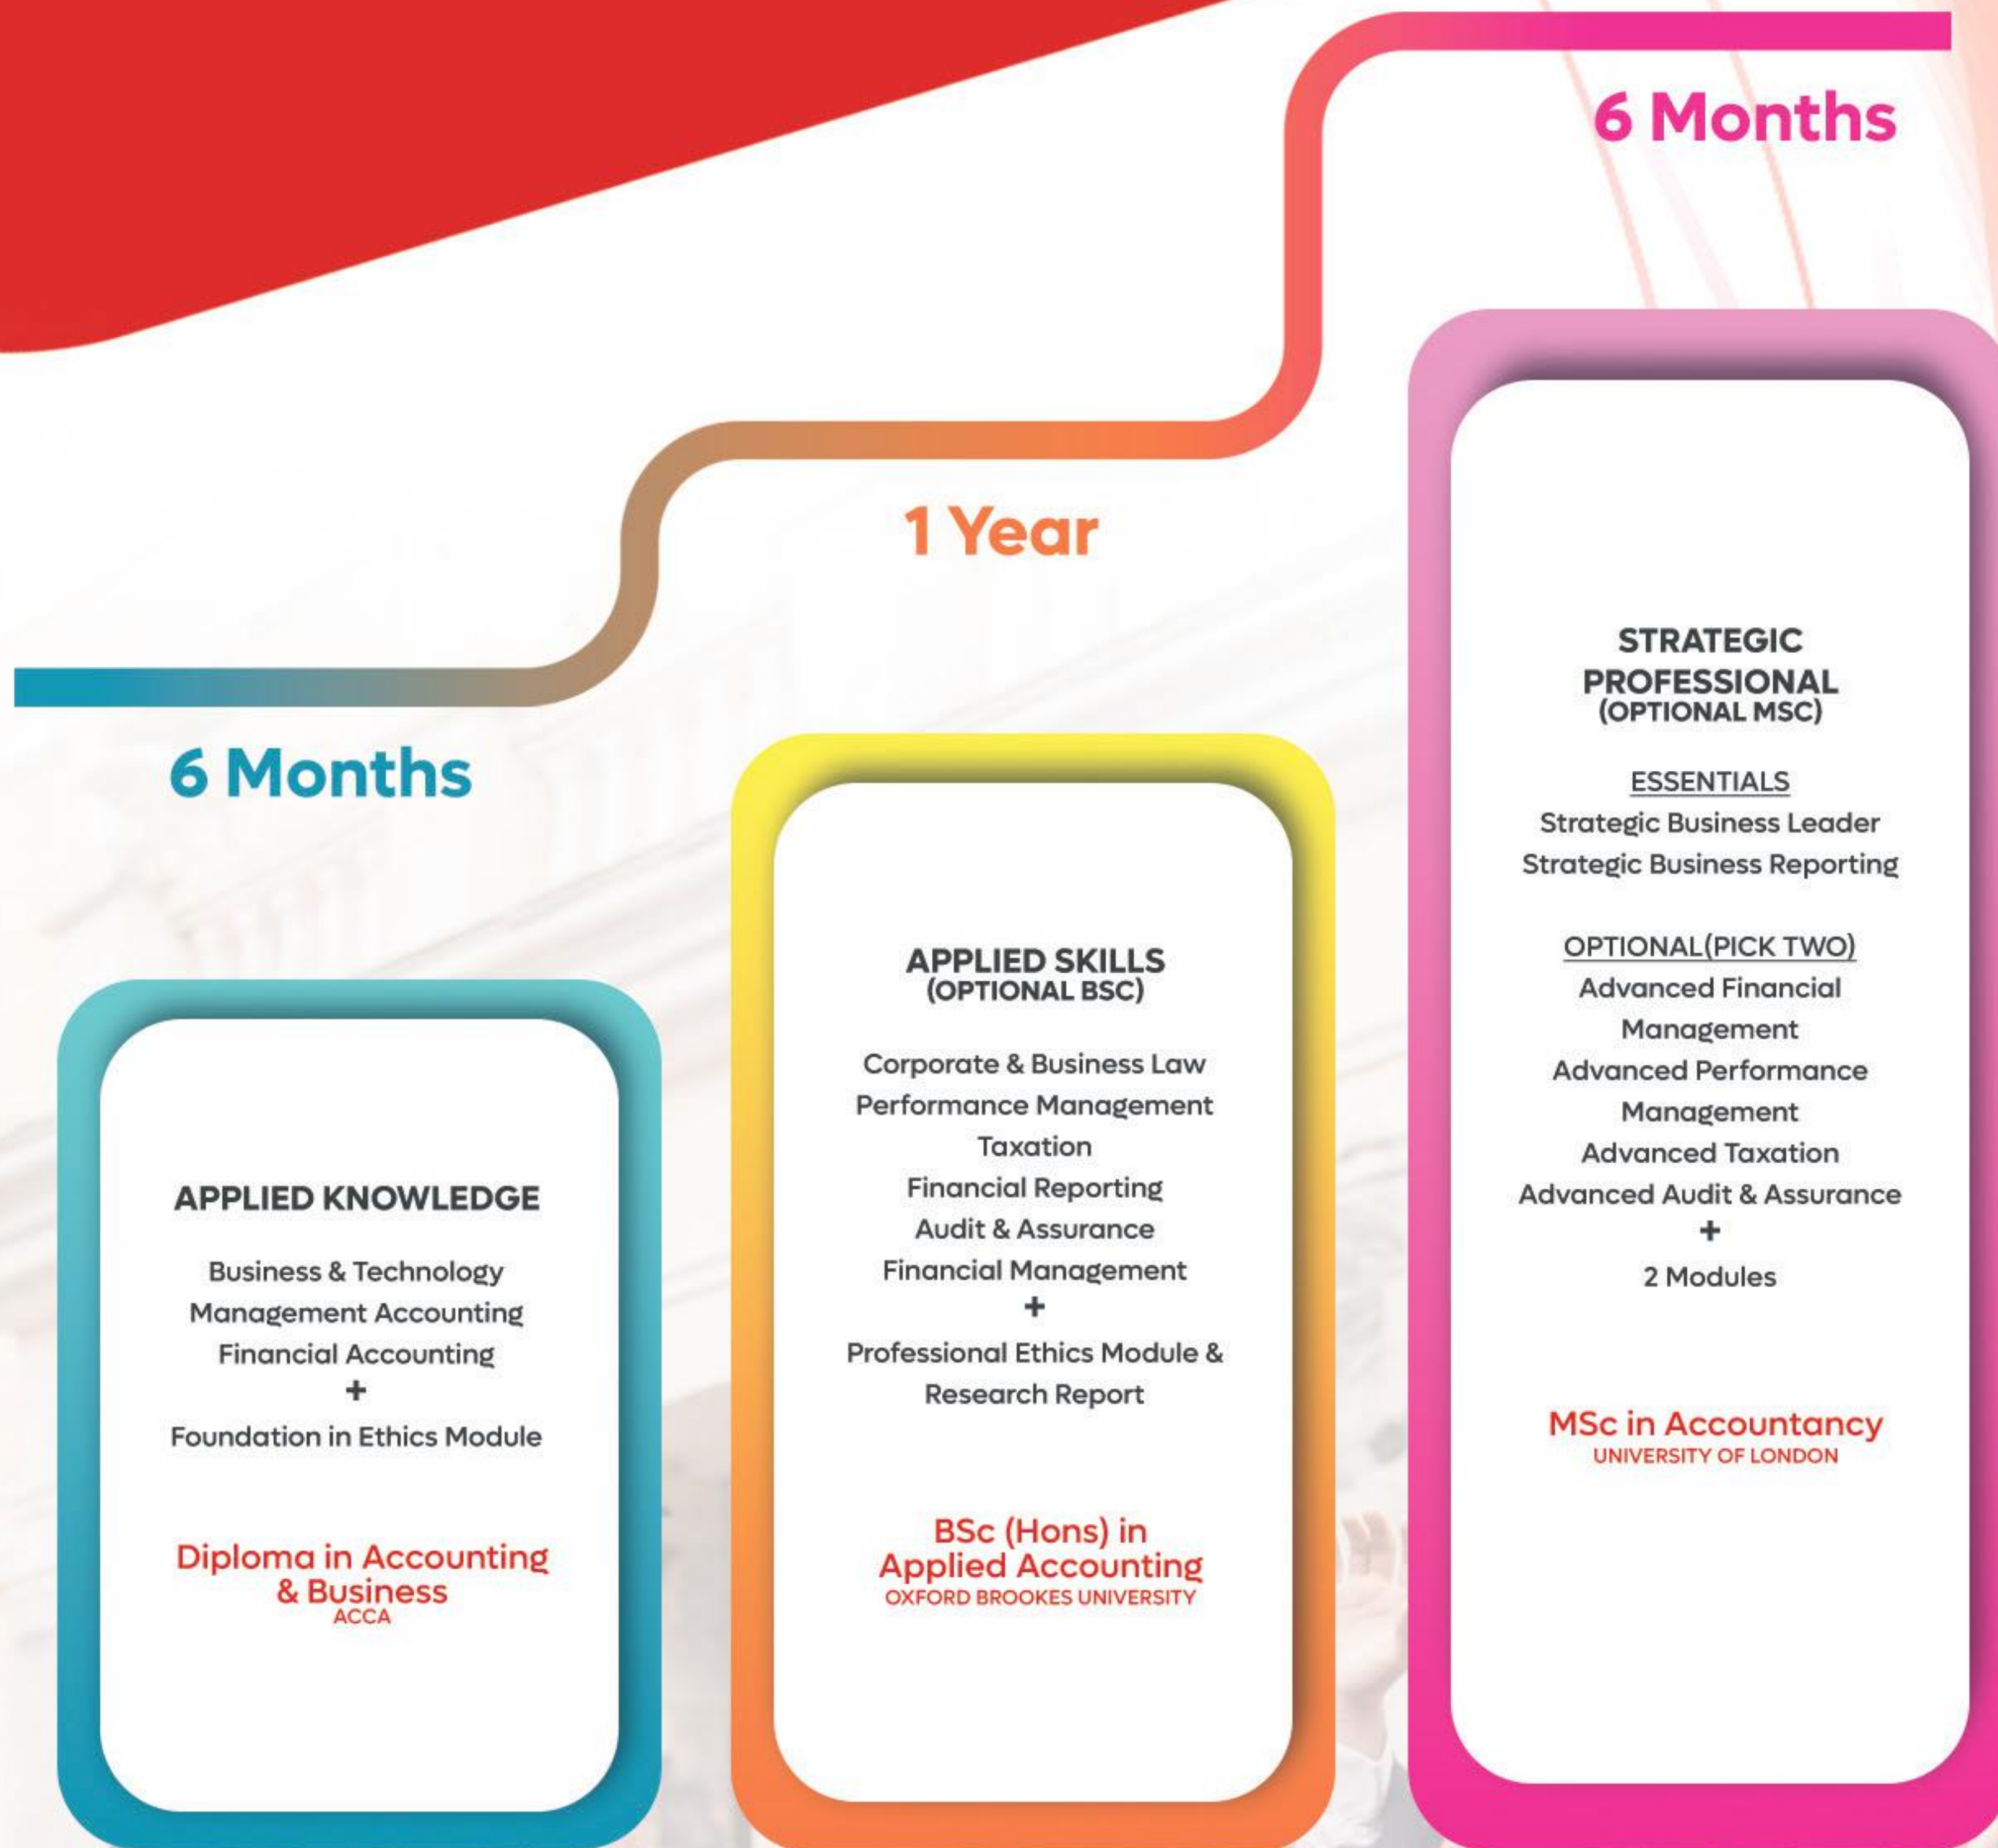 6 Months
APPLIED KNOWLEDGE
Business & Technology
Management Accounting
Financial Accounting
+
Foundation in Ethics Module
Diploma in Accounting
& Business
ACCA
1 Year
APPLIED SKILLS
(OPTIONAL BSC)
Corporate & Business Law
Performance Management
Taxation
Financial Reporting
Audit & Assurance
Financial Management
+
Professional Ethics Module &
Research Report
BSc (Hons) in
Applied Accounting
OXFORD BROOKES UNIVERSITY
6 Months
STRATEGIC
PROFESSIONAL
(OPTIONAL MSC)
ESSENTIALS
Strategic Business Leader
Strategic Business Reporting
OPTIONAL(PICK TWO)
Advanced Financial
Management
Advanced Performance
Management
Advanced Taxation
Advanced Audit & Assurance
+
2 Modules
MSc in Accountancy
UNIVERSITY OF LONDON